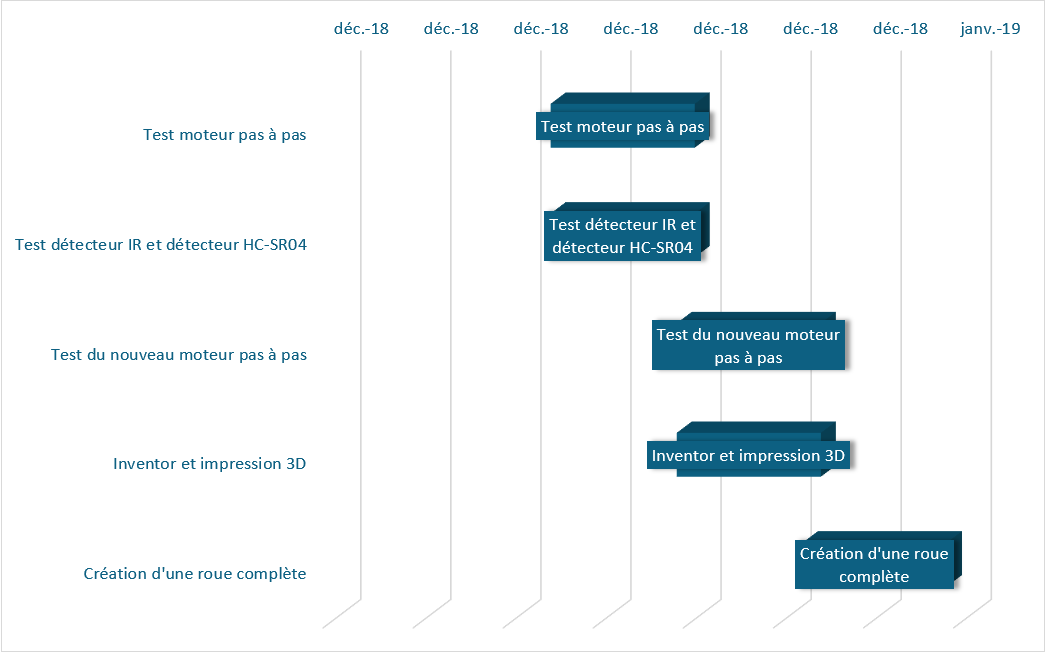 déc.-18 déc.-18 déc.-18 déc.-18 déc.-18 déc.-18 déc.-18 janv.-19
Test moteur pas à pas
Test moteur pas à pas
Test détecteur IR et détecteur HC-SR04
Test détecteur IR et
détecteur HC-SR04
Test du nouveau moteur pas à pas
Test du nouveau moteur
pas à pas
Inventor et impression 3D
Inventor et impression 3D
Création d'une roue complète
Création d'une roue
complète